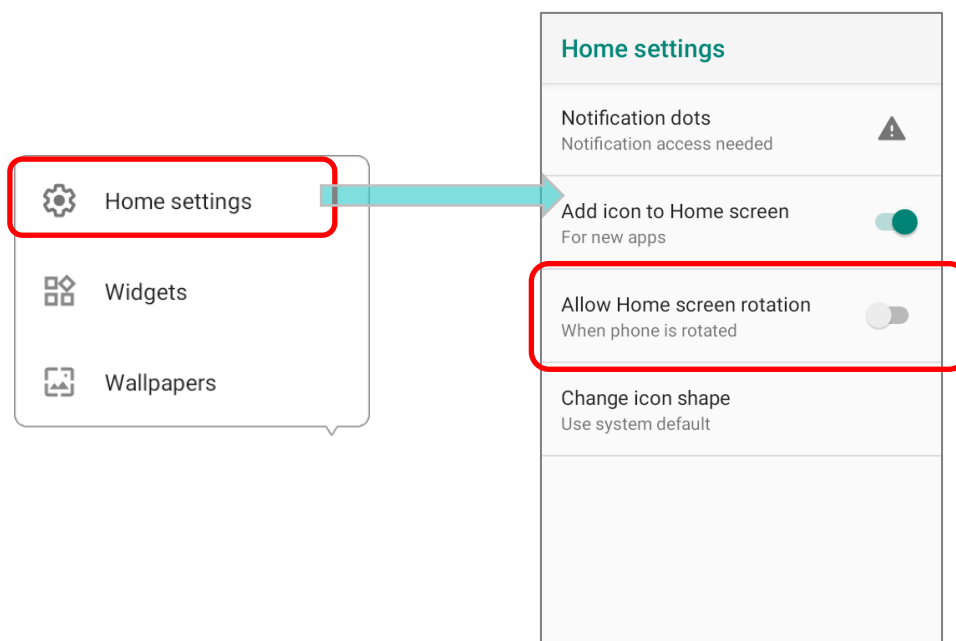 Home settings
Widgets
Wallpapers
Home settings
Notification dots
Notification access needed
Add icon to Home screen
For new apps
Allow Home screen rotation
When phone is rotated
Change icon shape
Use system default